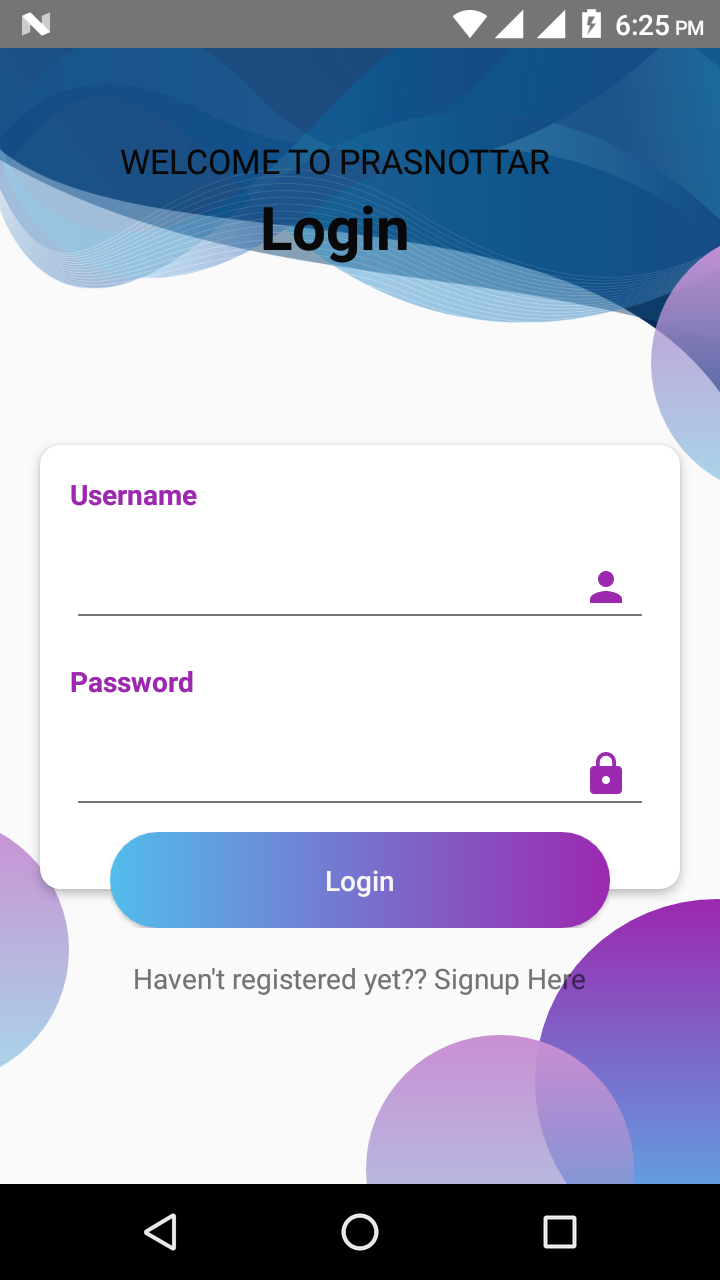 6:25 PM
WELCOME TO PRASNOTTAR
Login
Username
Password
Login
Haven't registered yet?? Signup Here